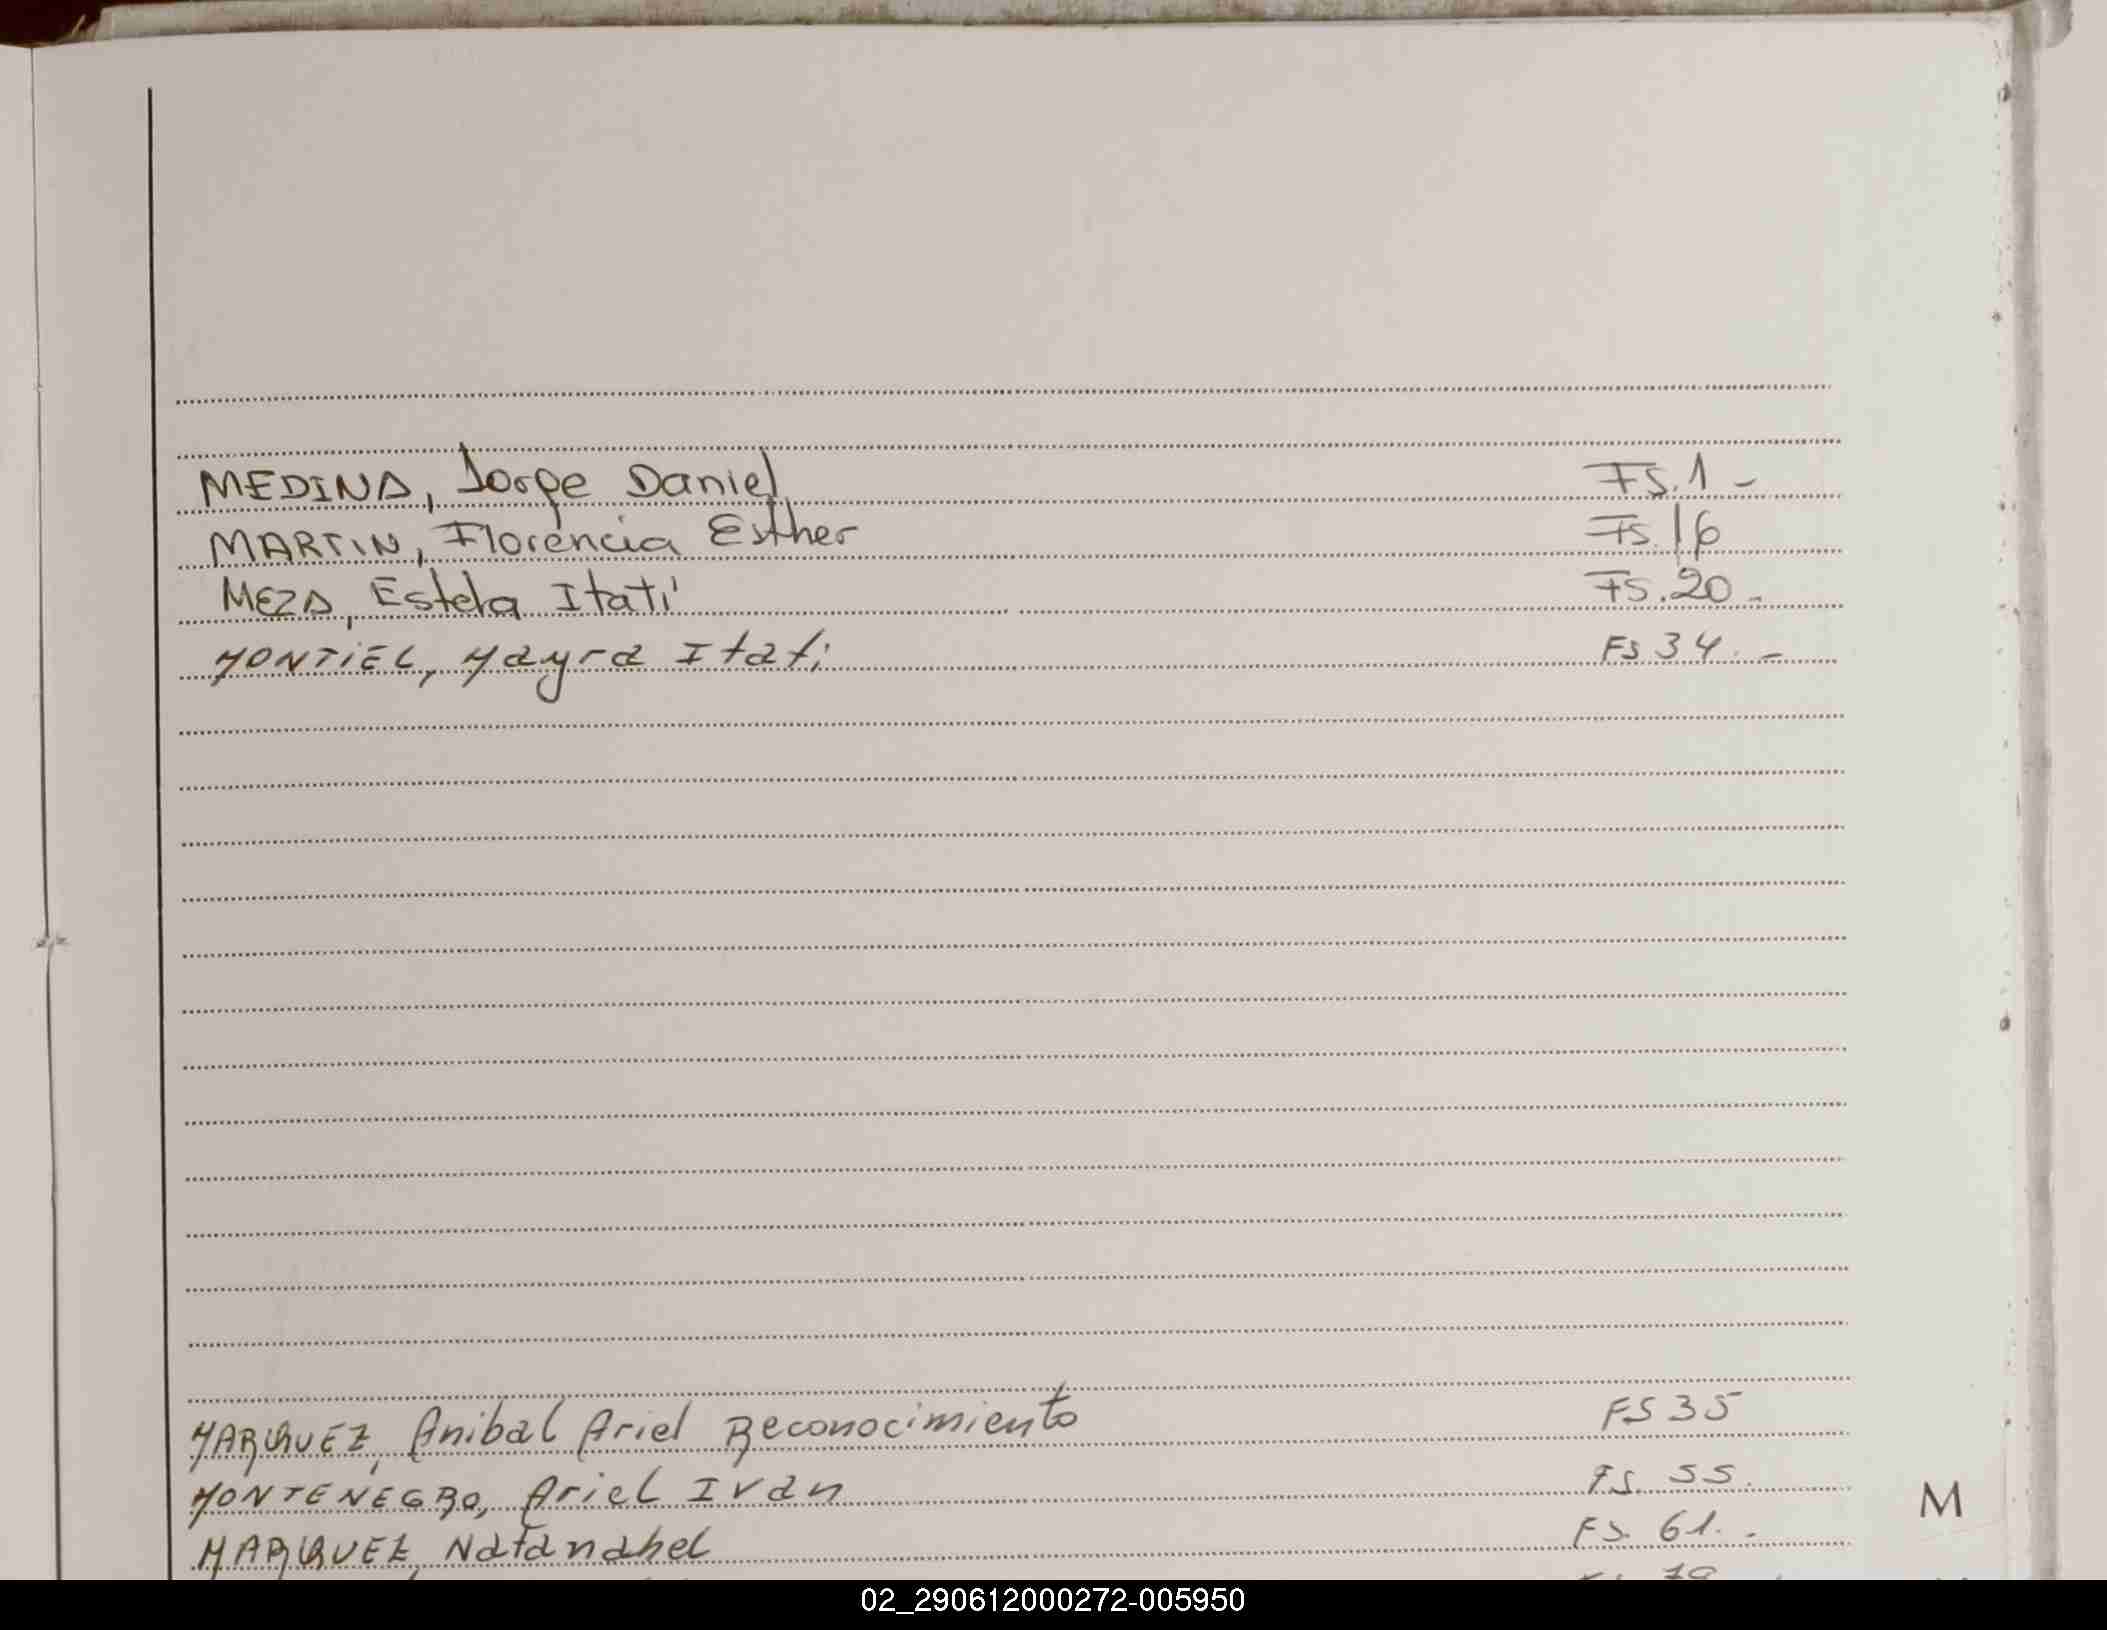 MEDINA, Jorge Daniel Fs. 1 -
MARTIN, Florencia Esther Fs. 16
MEZA, Estela Itatí Fs. 20 -
MONTIEL, Mayra Itati Fs 34. -
MARQUEZ, Anibal Ariel Reconocimiento FS 35
MONTENEGRO, Ariel Ivan Fs. 55.
M
MARQUEZ, Natanahel Fs. 61. -
02_290612000272-005950